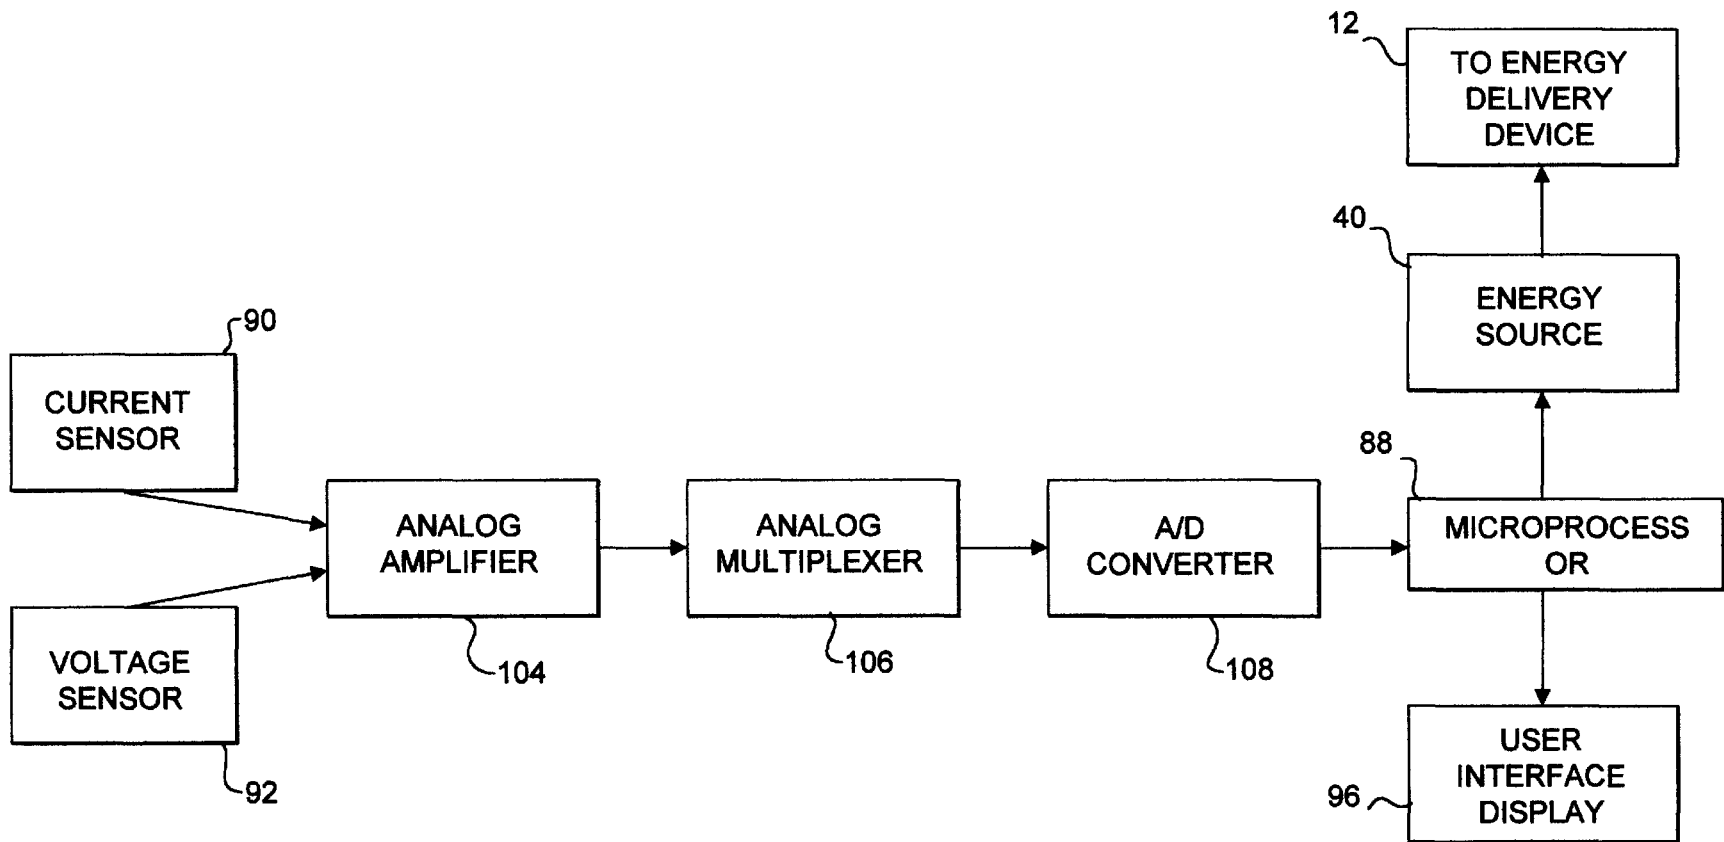 12
TO ENERGY
DELIVERY
DEVICE
40
ENERGY
SOURCE
90
CURRENT
SENSOR
88
ANALOG
AMPLIFIER
ANALOG
MULTIPLEXER
A/D
CONVERTER
MICROPROCESS
OR
104
106
108
VOLTAGE
SENSOR
92
USER
INTERFACE
DISPLAY
96